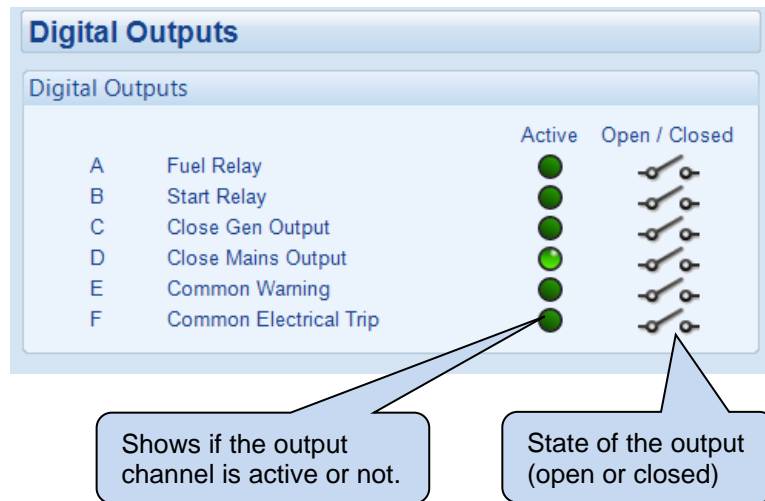 Digital Outputs
Digital Outputs
Active Open / Closed
A Fuel Relay
B Start Relay
C Close Gen Output
D Close Mains Output
E Common Warning
F Common Electrical Trip
Shows if the output
channel is active or not.
State of the output
(open or closed)